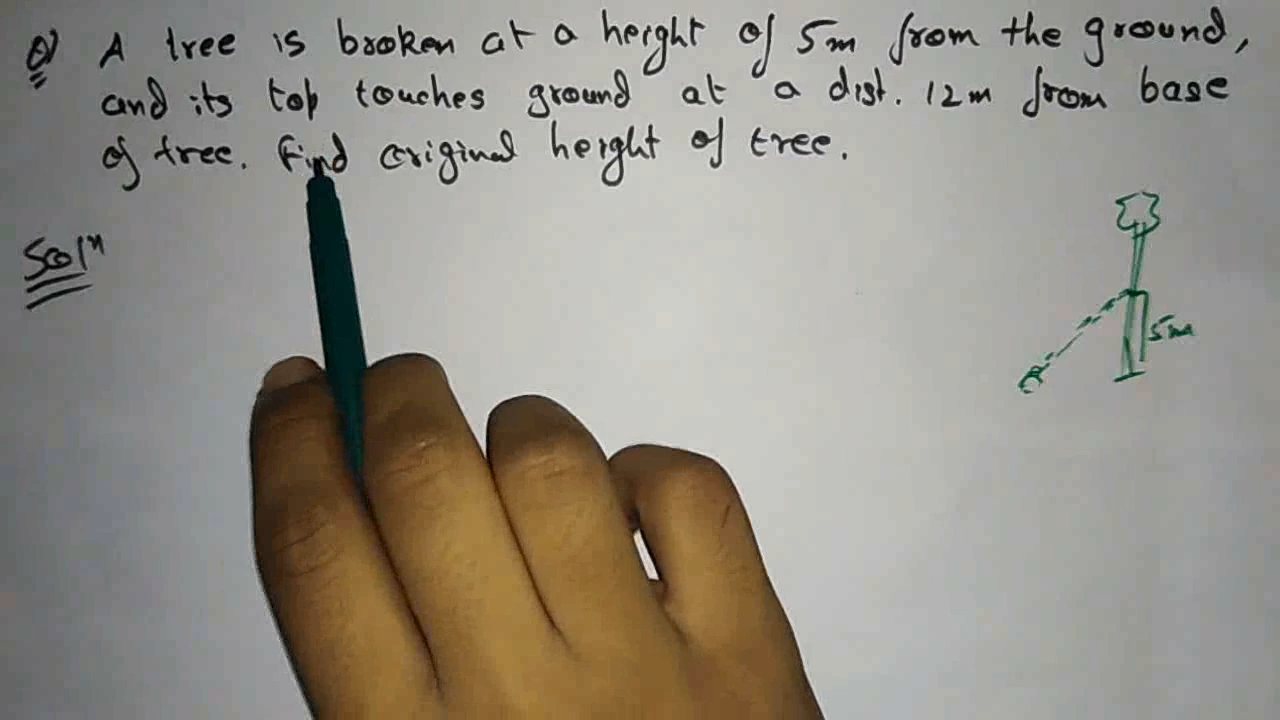 Q) A tree is broken at a height of 5m from the ground,
and its top touches ground at a dist. 12m from base
of tree. Find original height of tree.
Solⁿ
5m